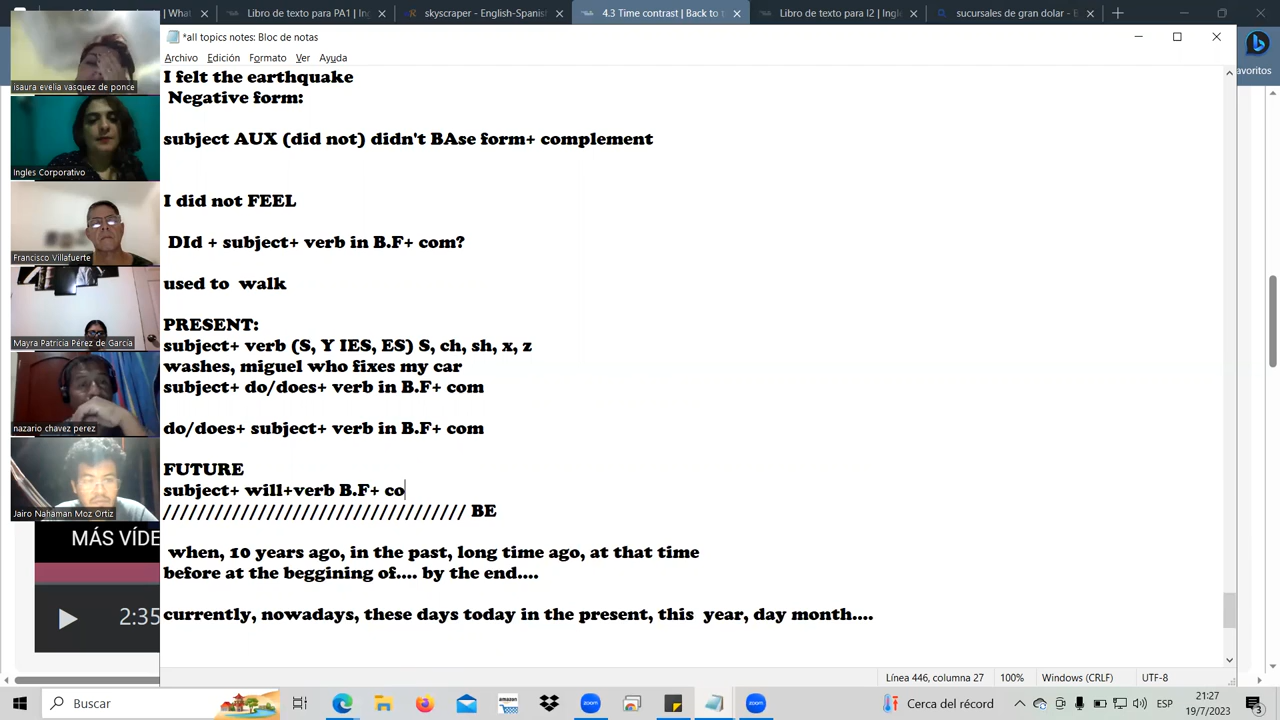 Libro de texto para PA1 | Ing
skyscraper - English-Spanish
4.3 Time contrast | Back to t
Libro de texto para I2 | Ingle
sucursales de gran dolar - E
*all topics notes: Bloc de notas
Archivo Edición Formato Ver Ayuda
avoritos
I felt the earthquake
Negative form:
subject AUX (did not) didn't BAse form+ complement
I did not FEEL
DId + subject+ verb in B.F+ com?
used to walk
PRESENT:
subject+ verb (S, Y IES, ES) S, ch, sh, x, z
washes, miguel who fixes my car
subject+ do/does+ verb in B.F+ com
do/does+ subject+ verb in B.F+ com
FUTURE
subject+ will+verb B.F+ co
/////////////////////////////////// BE
when, 10 years ago, in the past, long time ago, at that time
before at the beggining of.... by the end....
currently, nowadays, these days today in the present, this year, day month....
isaura evelia vasquez de ponce
Ingles Corporativo
Francisco Villafuerte
Mayra Patricia Pérez de García
nazario chavez perez
Jairo Nahaman Moz Ortiz
MÁS VÍDE
2:35
Línea 446, columna 27 100% Windows (CRLF) UTF-8
Buscar
amazon
Cerca del récord
ESP
21:27
19/7/2023
3